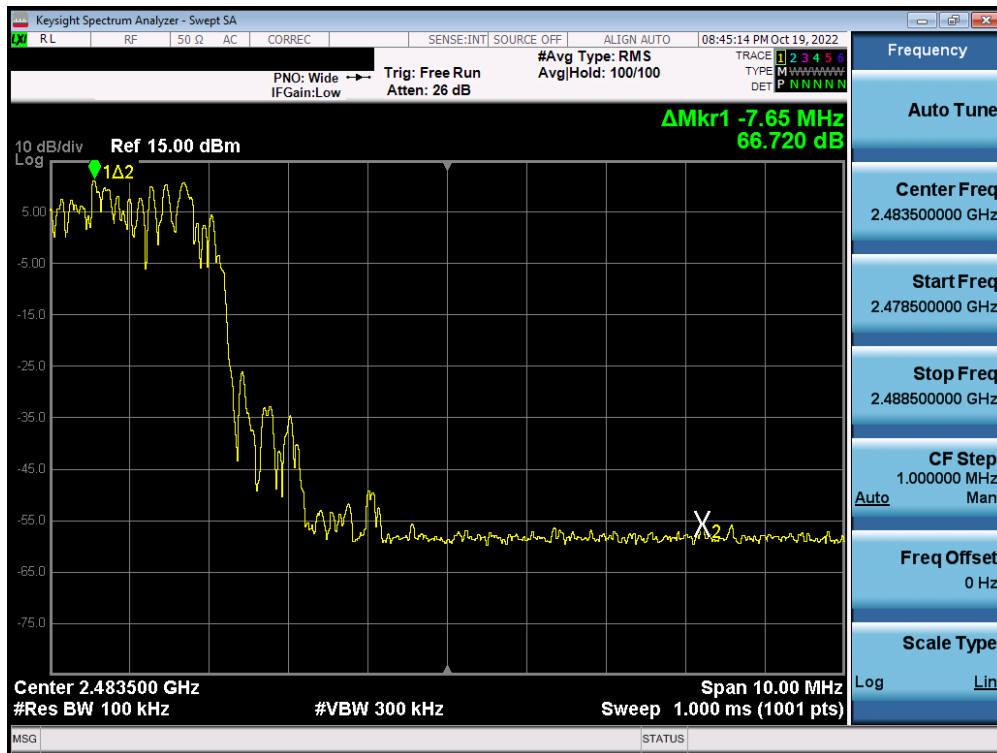 Keysight Spectrum Analyzer - Swept SA
LXI RL RF 50 Ω AC CORREC SENSE:INT SOURCE OFF ALIGN AUTO 08:45:14 PM Oct 19, 2022
PNO: Wide
IFGain:Low
Trig: Free Run
Atten: 26 dB
#Avg Type: RMS
Avg|Hold: 100/100
TRACE 1 2 3 4 5 6
TYPE M WWWWW
DET P N N N N N
ΔMkr1 -7.65 MHz
66.720 dB
10 dB/div Ref 15.00 dBm
Log
1Δ2
5.00
-5.00
-15.0
-25.0
-35.0
-45.0
-55.0
X2
-65.0
-75.0
Center 2.483500 GHz Span 10.00 MHz
#Res BW 100 kHz #VBW 300 kHz Sweep 1.000 ms (1001 pts)
MSG STATUS
Frequency
Auto Tune
Center Freq
2.483500000 GHz
Start Freq
2.478500000 GHz
Stop Freq
2.488500000 GHz
CF Step
1.000000 MHz
Auto Man
Freq Offset
0 Hz
Scale Type
Log Lin